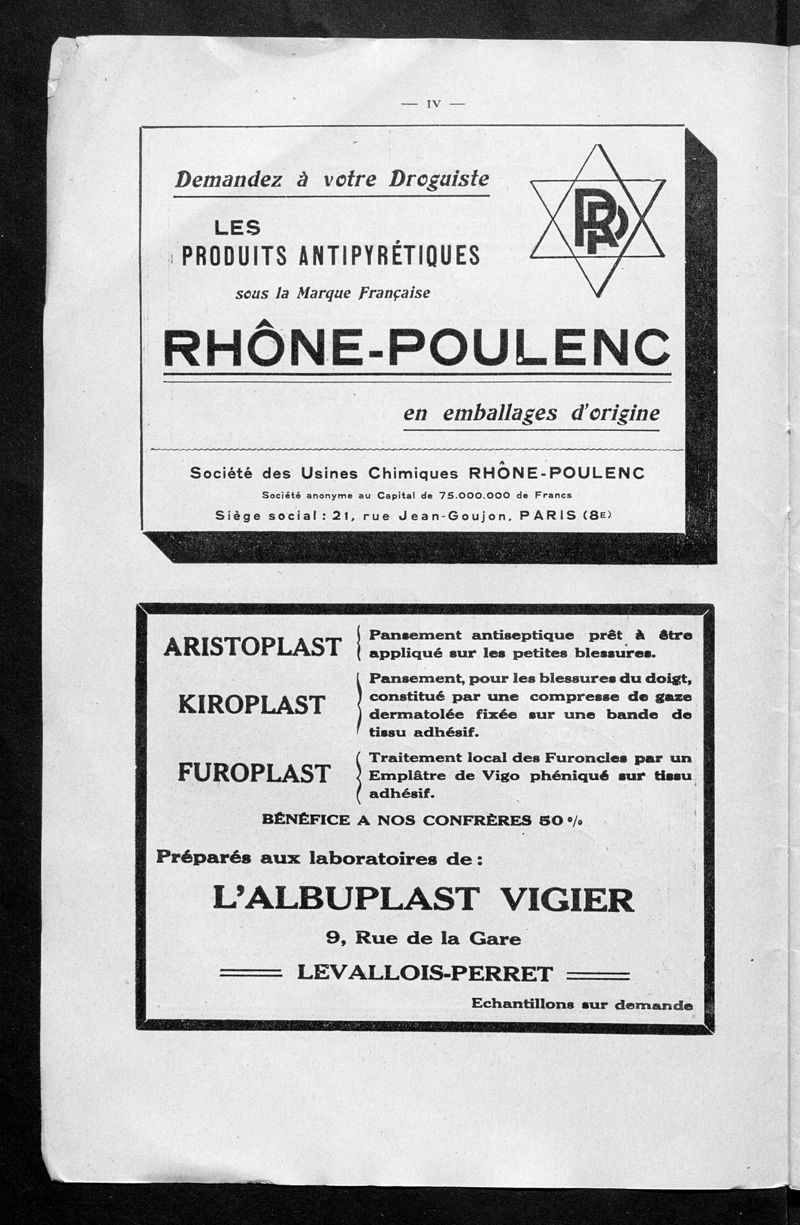 — IV —
Demandez à votre Droguiste
LES
PRODUITS ANTIPYRÉTIQUES
sous la Marque Française
RHÔNE-POULENC
en emballages d'origine
Société des Usines Chimiques RHÔNE-POULENC
Société anonyme au Capital de 75.000.000 de Francs
Siège social : 21, rue Jean-Goujon, PARIS (8E)
ARISTOPLAST
Pansement antiseptique prêt à être
appliqué sur les petites blessures.
KIROPLAST
Pansement, pour les blessures du doigt,
constitué par une compresse de gaze
dermatolée fixée sur une bande de
tissu adhésif.
FUROPLAST
Traitement local des Furoncles par un
Emplâtre de Vigo phéniqué sur tissu
adhésif.
BÉNÉFICE A NOS CONFRÈRES 50 %
Préparés aux laboratoires de :
L'ALBUPLAST VIGIER
9, Rue de la Gare
LEVALLOIS-PERRET
Echantillons sur demande